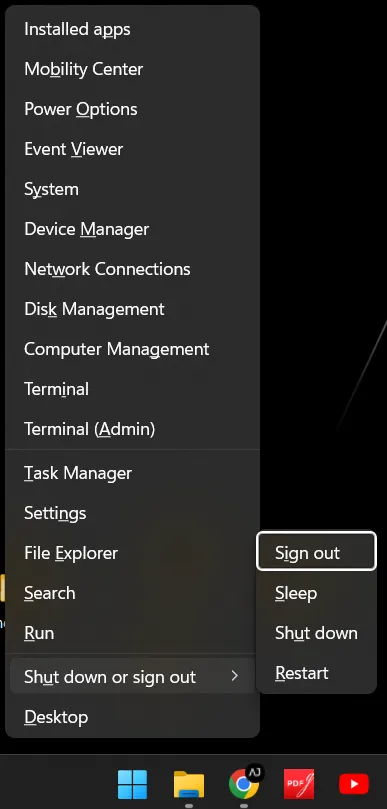 Installed apps
Mobility Center
Power Options
Event Viewer
System
Device Manager
Network Connections
Disk Management
Computer Management
Terminal
Terminal (Admin)
Task Manager
Settings
File Explorer
Search
Run
Shut down or sign out
Desktop
Sign out
Sleep
Shut down
Restart
AJ
PDF